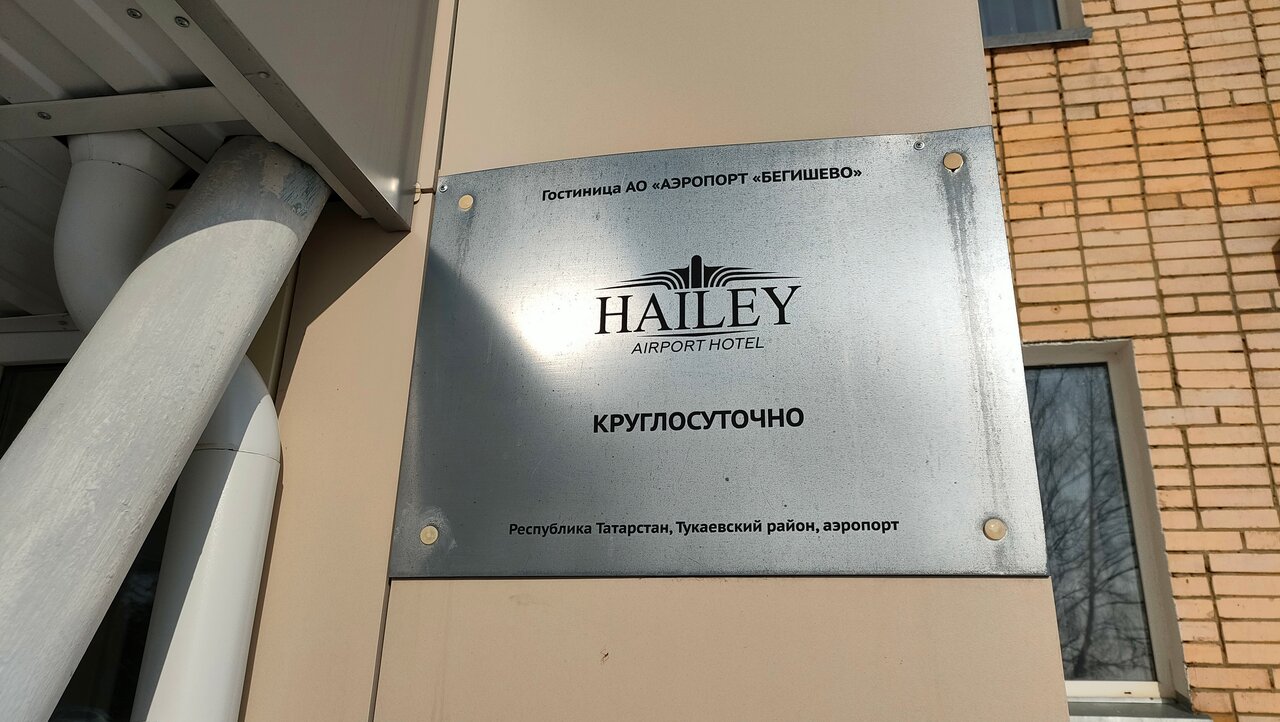 Гостиница АО «АЭРОПОРТ «БЕГИШЕВО»
HAILEY
AIRPORT HOTEL
КРУГЛОСУТОЧНО
Республика Татарстан, Тукаевский район, аэропорт